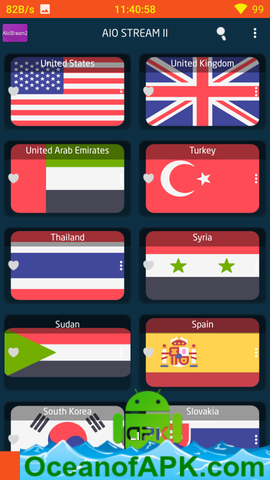 82B/s 11:40:58 99
AioStream2 AIO STREAM II
United States United Kingdom
United Arab Emirates Turkey
Thailand Syria
Sudan Spain
South Korea Slovakia
APK
OceanofAPK.com